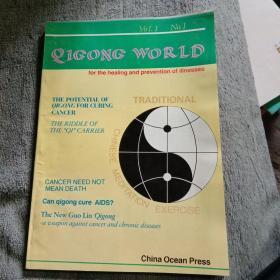 Vol. 1 No. 1
QIGONG WORLD
for the healing and prevention of diseases
THE POTENTIAL OF
QIGONG FOR CURING
CANCER
THE RIDDLE OF
THE "QI" CARRIER
TRADITIONAL
CHINESE MEDITATION
EXERCISE
CANCER NEED NOT
MEAN DEATH
Can qigong cure AIDS?
The New Guo Lin Qigong
-a weapon against cancer and chronic diseases
China Ocean Press